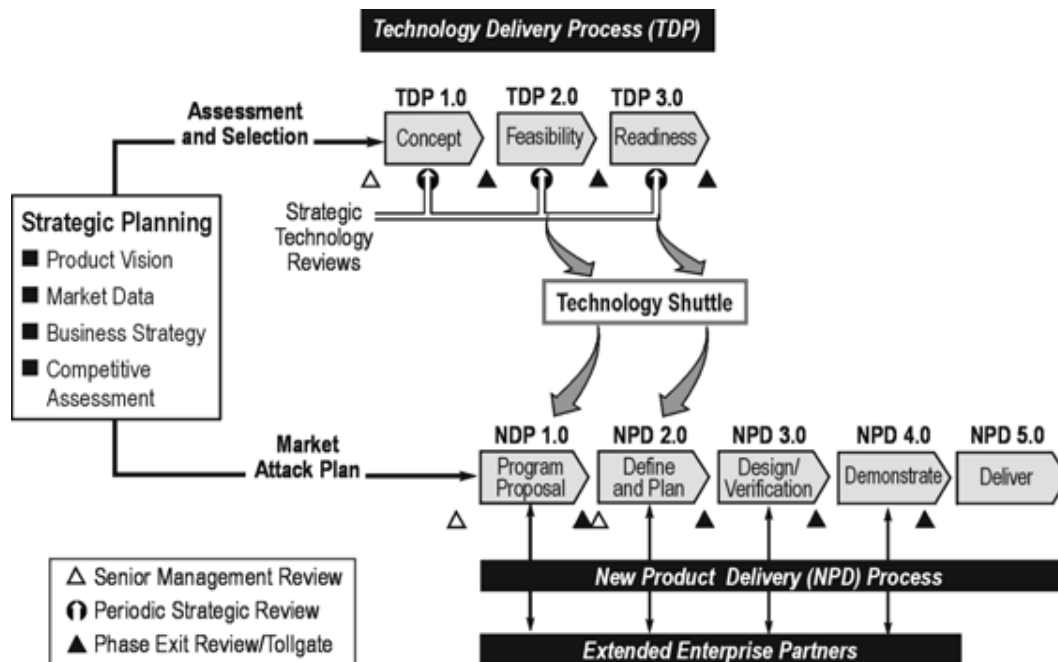 Technology Delivery Process (TDP)
TDP 1.0
TDP 2.0
TDP 3.0
Assessment
and Selection
Concept
Feasibility
Readiness
Strategic
Technology
Reviews
Strategic Planning
Product Vision
Market Data
Business Strategy
Competitive
Assessment
Technology Shuttle
Market
Attack Plan
NDP 1.0
NPD 2.0
NPD 3.0
NPD 4.0
NPD 5.0
Program
Proposal
Define
and Plan
Design/
Verification
Demonstrate
Deliver
Senior Management Review
Periodic Strategic Review
Phase Exit Review/Tollgate
New Product Delivery (NPD) Process
Extended Enterprise Partners